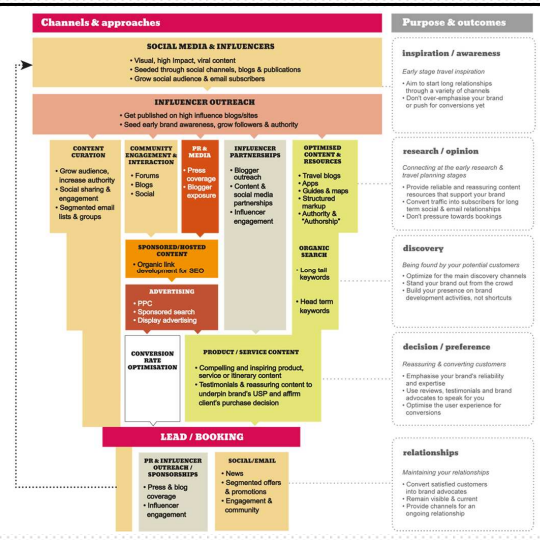 Channels & approaches
Purpose & outcomes
SOCIAL MEDIA & INFLUENCERS
• Visual, high impact, viral content
• Seeded through social channels, blogs & publications
• Grow social audience & email subscribers
inspiration / awareness
Early stage travel inspiration
• Aim to start long relationships
through a variety of channels
• Don't over-emphasise your brand
or push for conversions yet
INFLUENCER OUTREACH
• Get published on high influence blogs/sites
• Seed early brand awareness, grow followers & authority
CONTENT
CURATION
• Grow audience,
increase authority
• Social sharing &
engagement
• Segmented email
lists & groups
COMMUNITY
ENGAGEMENT &
INTERACTION
• Forums
• Blogs
• Social
PR &
MEDIA
• Press
coverage
• Blogger
exposure
INFLUENCER
PARTNERSHIPS
• Blogger
outreach
• Content &
social media
partnerships
• Influencer
engagement
OPTIMISED
CONTENT &
RESOURCES
• Travel blogs
• Apps
• Guides & maps
• Structured
markup
• Authority &
"Authorship"
research / opinion
Connecting at the early research &
travel planning stages
• Provide reliable and reassuring content
resources that support your brand
• Convert traffic into subscribers for long
term social & email relationships
• Don't pressure towards bookings
SPONSORED/HOSTED
CONTENT
• Organic link
development for SEO
ORGANIC
SEARCH
• Long tail
keywords
• Head term
keywords
discovery
Being found by your potential customers
• Optimize for the main discovery channels
• Stand your brand out from the crowd
• Build your presence on brand
development activities, not shortcuts
ADVERTISING
• PPC
• Sponsored search
• Display advertising
CONVERSION
RATE
OPTIMISATION
PRODUCT / SERVICE CONTENT
• Compelling and inspiring product,
service or itinerary content
• Testimonials & reassuring content to
underpin brand's USP and affirm
client's purchase decision
decision / preference
Reassuring & converting customers
• Emphasise your brand's reliability
and expertise
• Use reviews, testimonials and brand
advocates to speak for you
• Optimise the user experience for
conversions
LEAD / BOOKING
PR & INFLUENCER
OUTREACH /
SPONSORSHIPS
• Press & blog
coverage
• Influencer
engagement
SOCIAL/EMAIL
• News
• Segmented offers
& promotions
• Engagement &
community
relationships
Maintaining your relationships
• Convert satisfied customers
into brand advocates
• Remain visible & current
• Provide channels for an
ongoing relationship